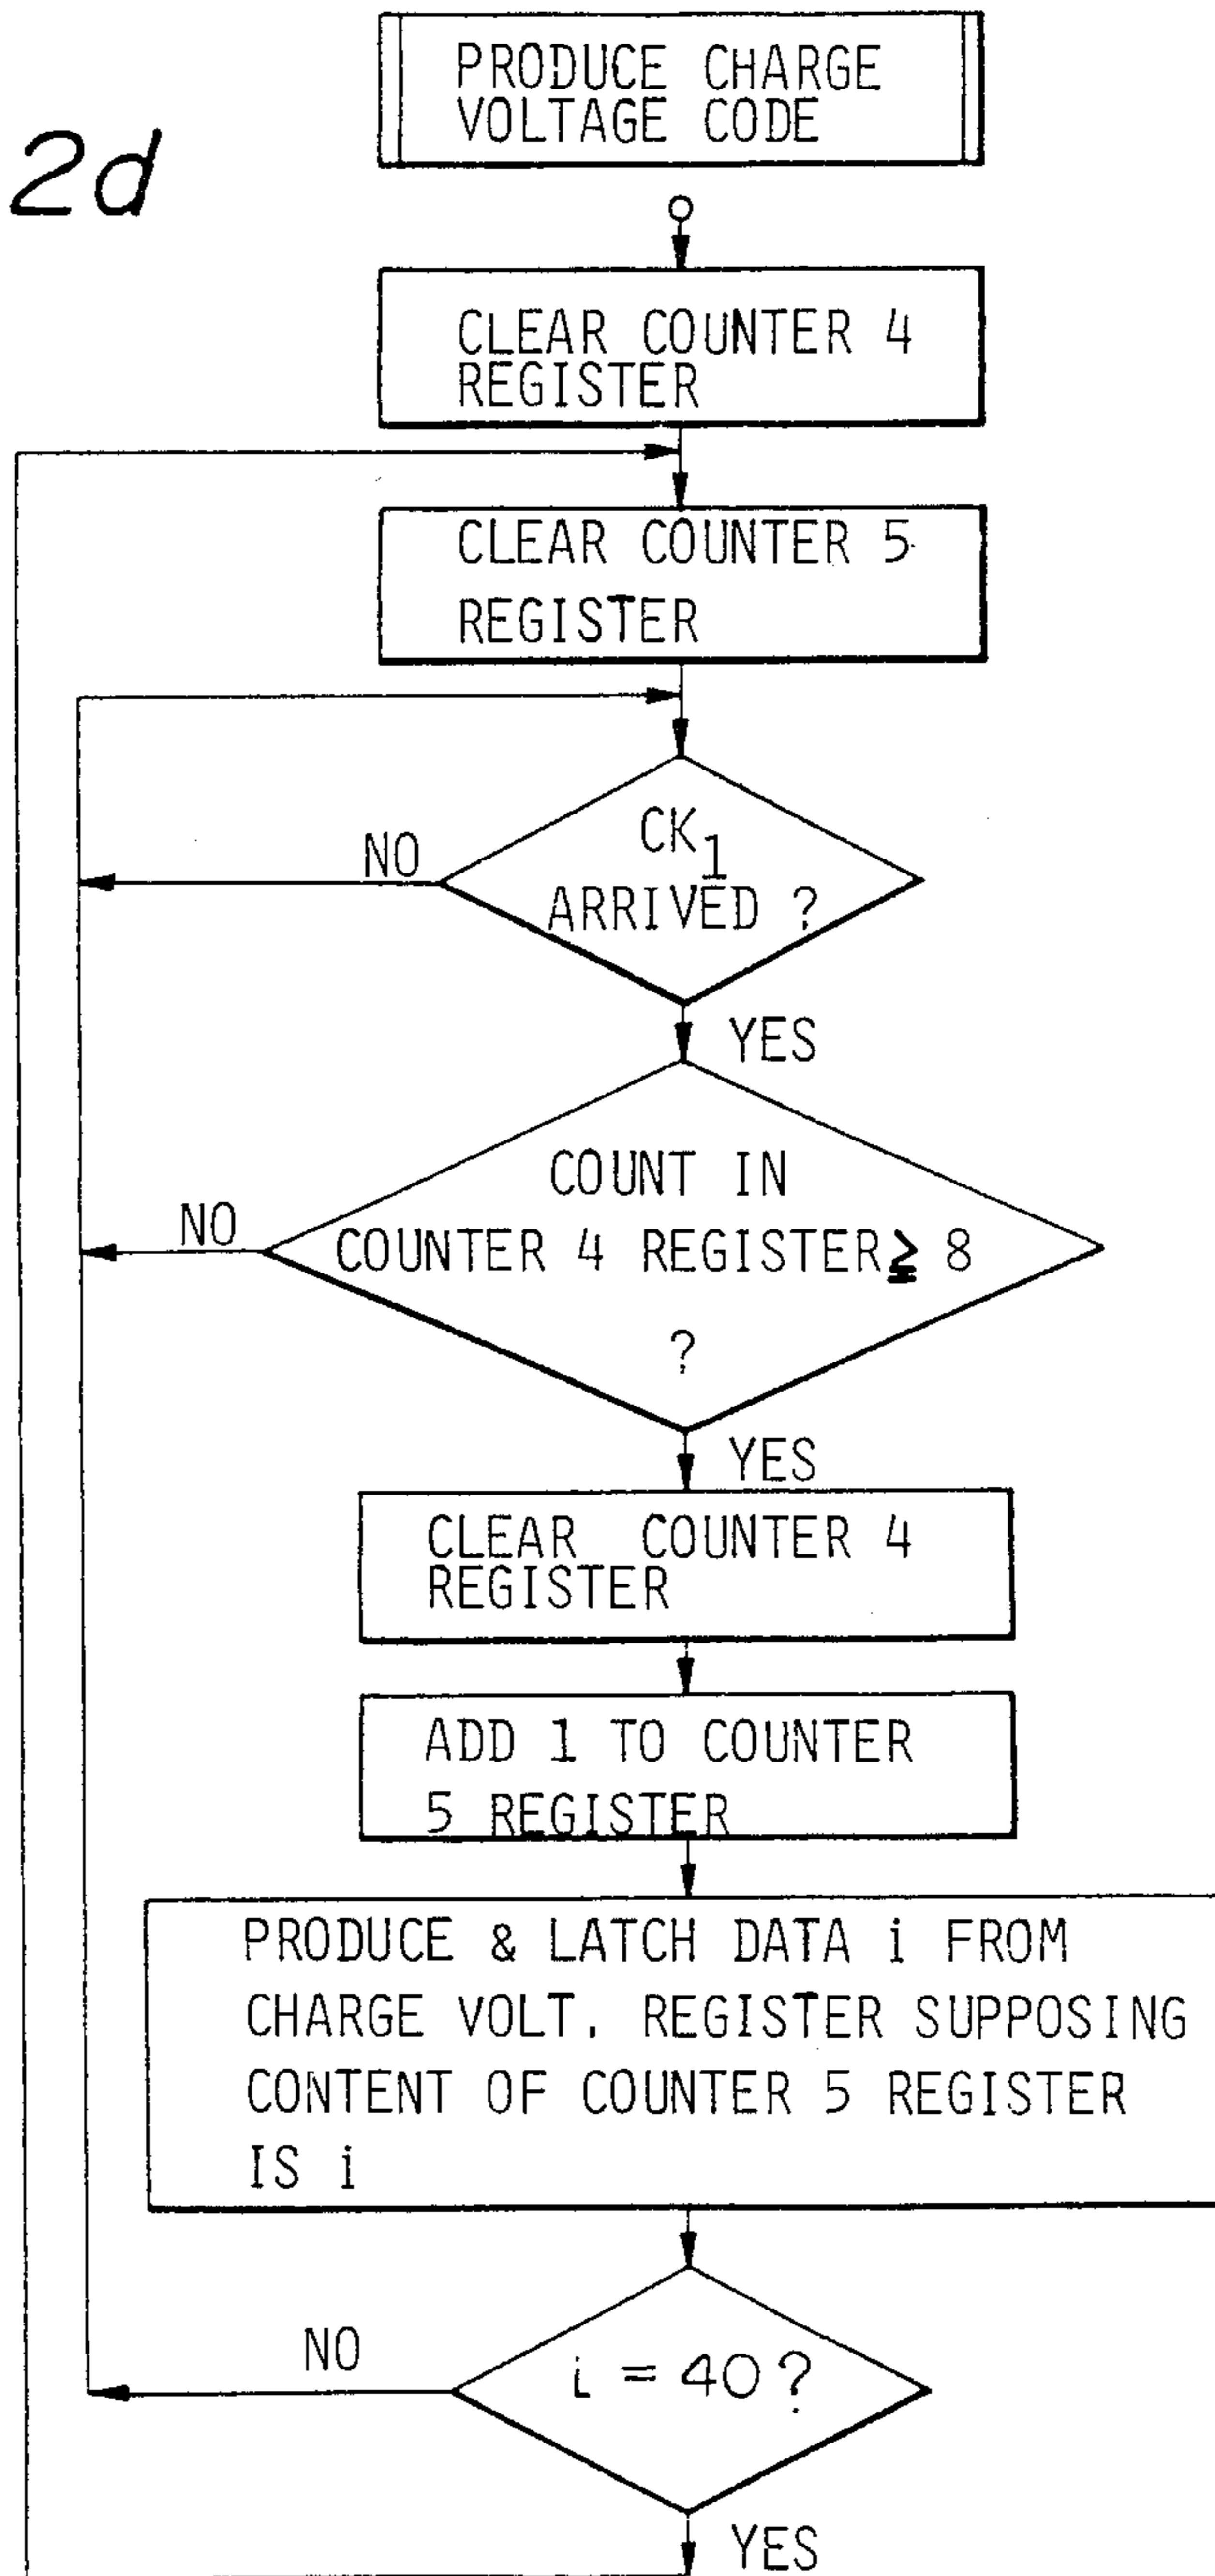 PRODUCE CHARGE
VOLTAGE CODE
2d
CLEAR COUNTER 4
REGISTER
CLEAR COUNTER 5
REGISTER
CK1
ARRIVED ?
NO
YES
COUNT IN
COUNTER 4 REGISTER ≧ 8
?
NO
YES
CLEAR COUNTER 4
REGISTER
ADD 1 TO COUNTER
5 REGISTER
PRODUCE & LATCH DATA i FROM
CHARGE VOLT. REGISTER SUPPOSING
CONTENT OF COUNTER 5 REGISTER
IS i
i = 40 ?
NO
YES